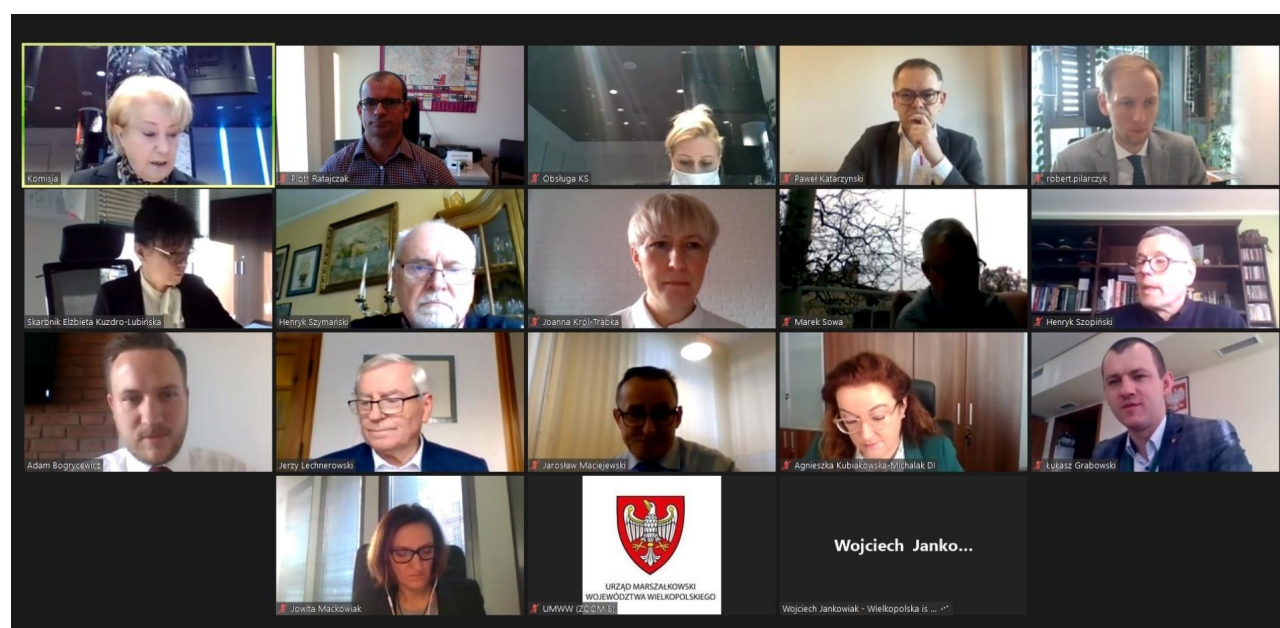 Komisja
Piotr Ratajczak
Obsługa KS
Paweł Katarzynski
robert.pilarczyk
Skarbnik Elżbieta Kuzdro-Lubińska
Henryk Szymański
Joanna Król-Trąbka
Marek Sowa
Henryk Szopiński
Adam Bogrycewicz
Jerzy Lechnerowski
Jarosław Maciejewski
Agnieszka Kubiakowska-Michalak DI
Łukasz Grabowski
Jowita Maćkowiak
URZĄD MARSZAŁKOWSKI
WOJEWÓDZTWA WIELKOPOLSKIEGO
UMWW (ZOOM 8)
Wojciech Janko...
Wojciech Jankowiak - Wielkopolska is ...